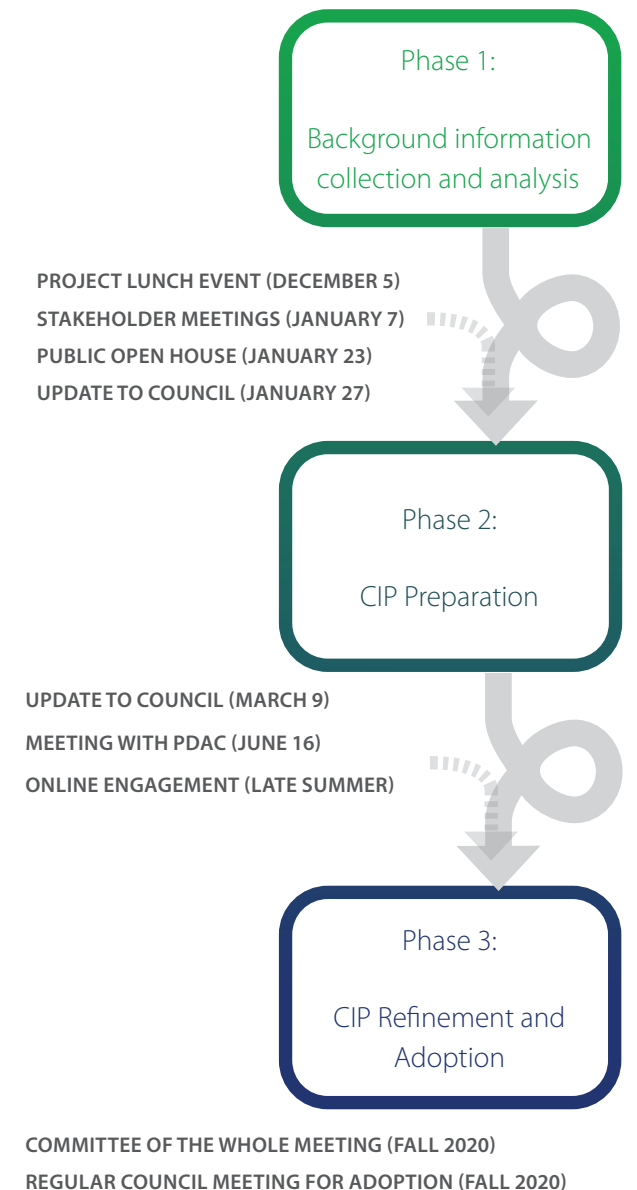 Phase 1:
Background information
collection and analysis
PROJECT LUNCH EVENT (DECEMBER 5)
STAKEHOLDER MEETINGS (JANUARY 7)
PUBLIC OPEN HOUSE (JANUARY 23)
UPDATE TO COUNCIL (JANUARY 27)
Phase 2:
CIP Preparation
UPDATE TO COUNCIL (MARCH 9)
MEETING WITH PDAC (JUNE 16)
ONLINE ENGAGEMENT (LATE SUMMER)
Phase 3:
CIP Refinement and
Adoption
COMMITTEE OF THE WHOLE MEETING (FALL 2020)
REGULAR COUNCIL MEETING FOR ADOPTION (FALL 2020)